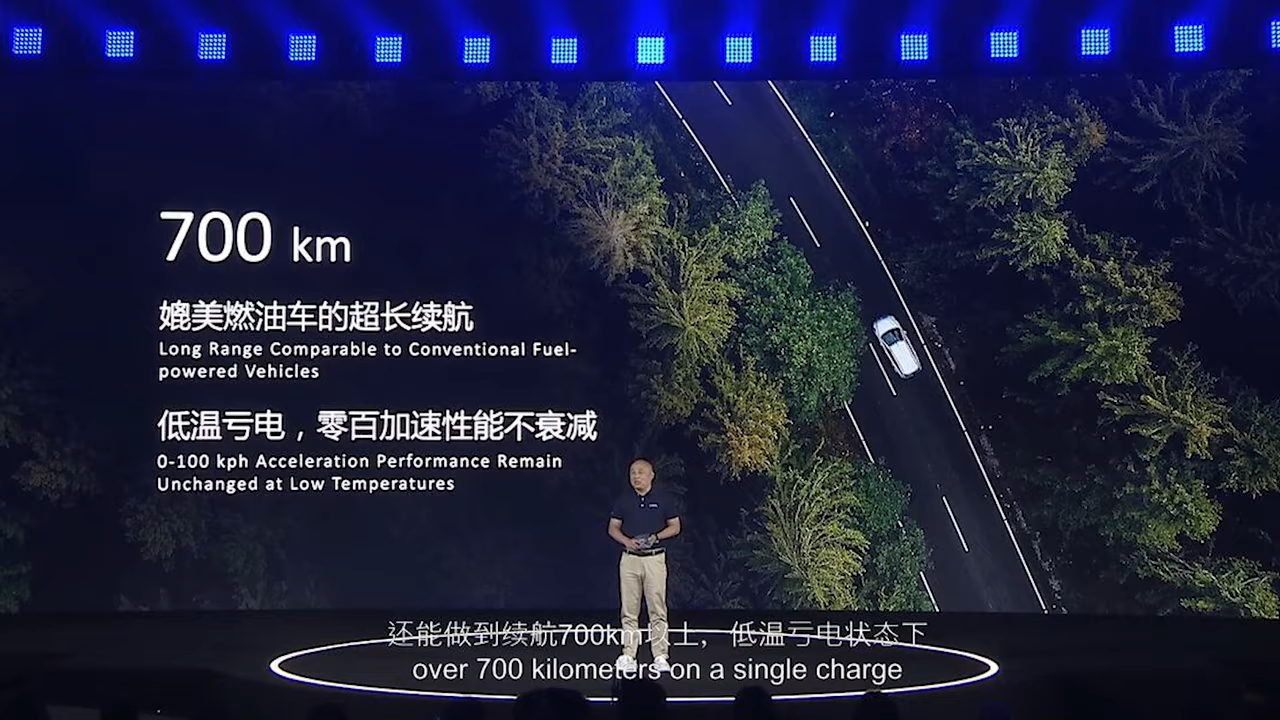 700 km
媲美燃油车的超长续航
Long Range Comparable to Conventional Fuel-
powered Vehicles
低温亏电，零百加速性能不衰减
0-100 kph Acceleration Performance Remain
Unchanged at Low Temperatures
还能做到续航700km以上，低温亏电状态下
over 700 kilometers on a single charge